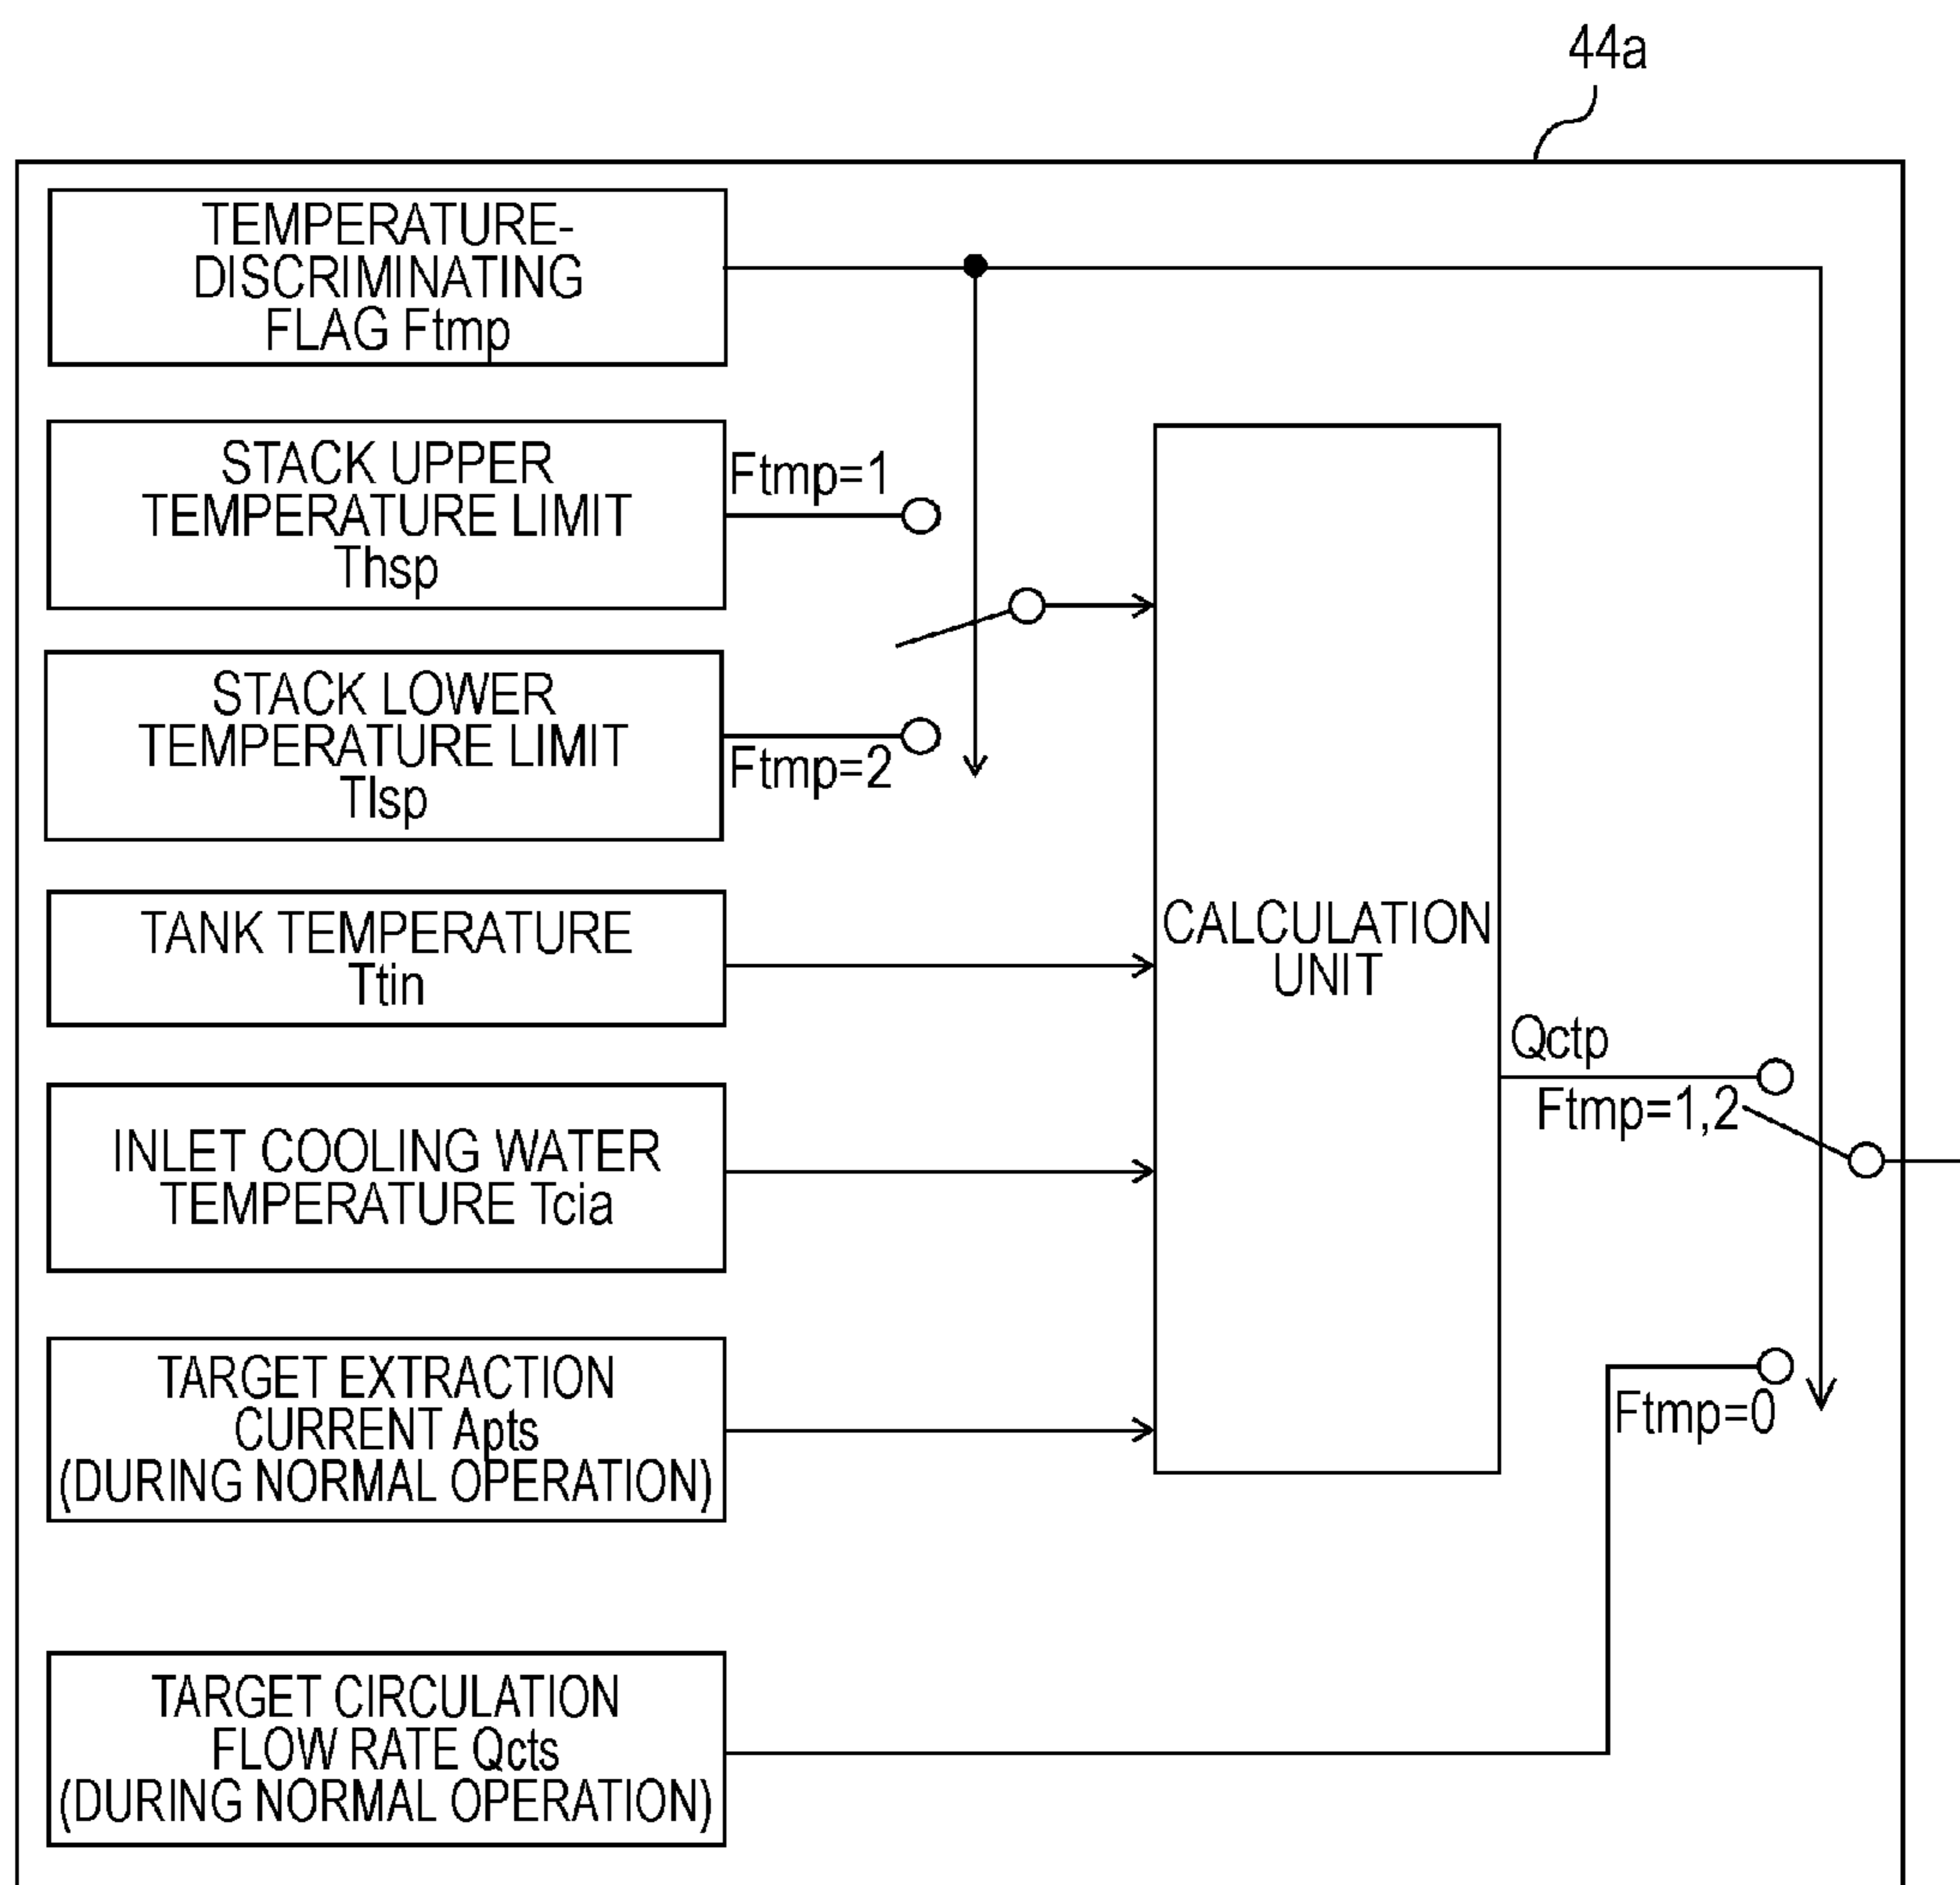 44a
TEMPERATURE-
DISCRIMINATING
FLAG Ftmp
STACK UPPER
TEMPERATURE LIMIT
Thsp
Ftmp=1
STACK LOWER
TEMPERATURE LIMIT
Tlsp
Ftmp=2
TANK TEMPERATURE
Ttin
CALCULATION
UNIT
Qctp
Ftmp=1,2
INLET COOLING WATER
TEMPERATURE Tcia
TARGET EXTRACTION
CURRENT Apts
(DURING NORMAL OPERATION)
Ftmp=0
TARGET CIRCULATION
FLOW RATE Qcts
(DURING NORMAL OPERATION)